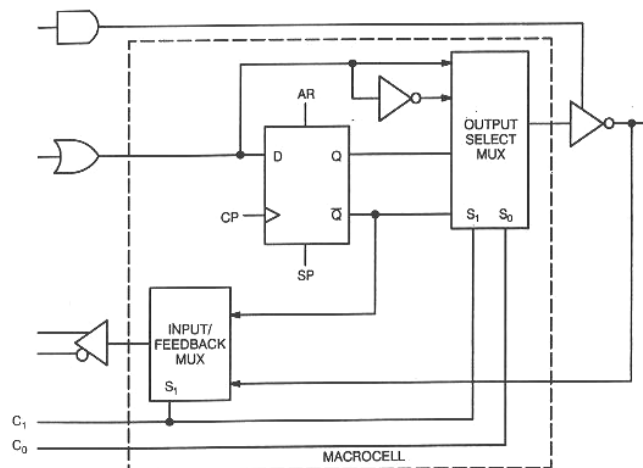 AR
OUTPUT
SELECT
MUX
D
Q
CP
Q̅
S₁ S₀
SP
INPUT/
FEEDBACK
MUX
S₁
C₁
C₀
MACROCELL